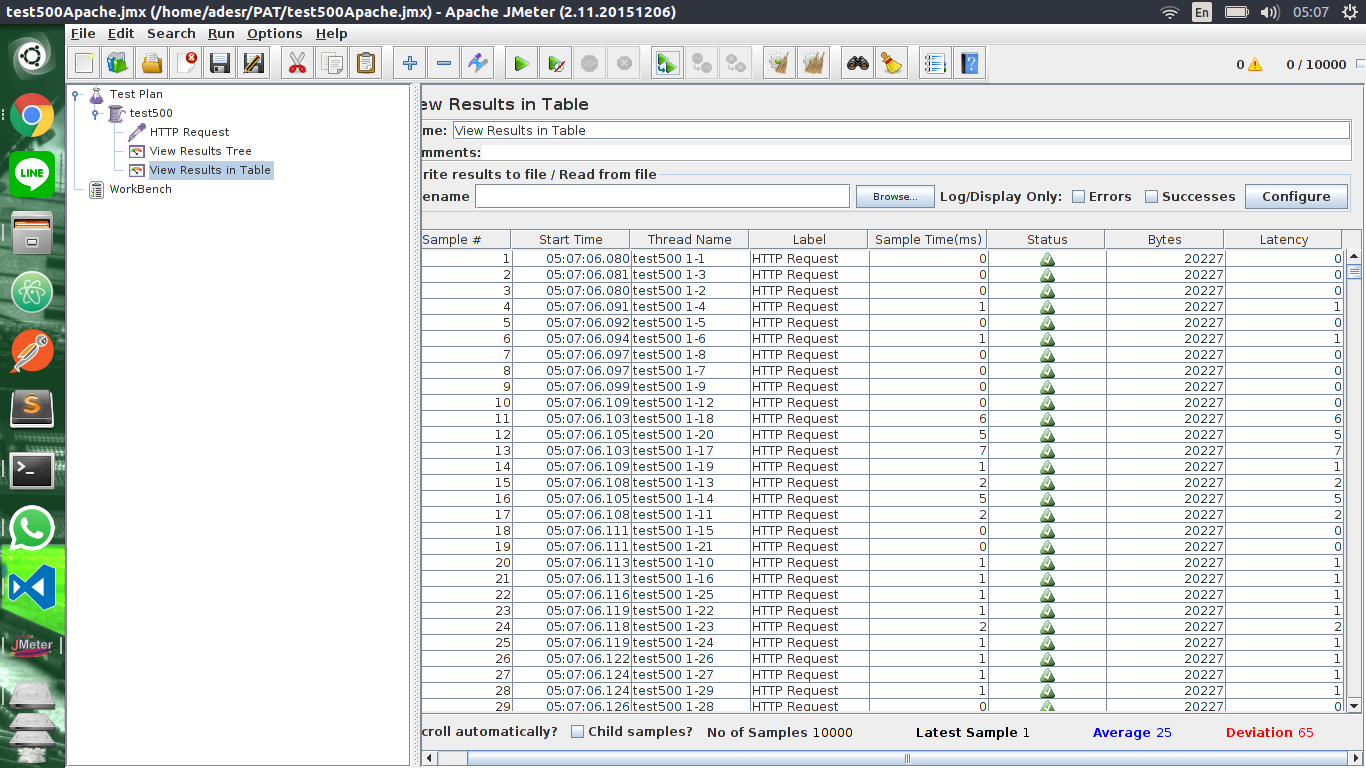 test500Apache.jmx (/home/adesr/PAT/test500Apache.jmx) - Apache JMeter (2.11.20151206) En 05:07
File Edit Search Run Options Help
0 0 / 10000
Test Plan
test500
HTTP Request
View Results Tree
View Results in Table
WorkBench
LINE
S
JMeter
ew Results in Table
me: View Results in Table
mments:
rite results to file / Read from file
ename Browse... Log/Display Only: Errors Successes Configure
Sample # Start Time Thread Name Label Sample Time(ms) Status Bytes Latency
1 05:07:06.080 test500 1-1 HTTP Request 0 20227 0
2 05:07:06.081 test500 1-3 HTTP Request 0 20227 0
3 05:07:06.080 test500 1-2 HTTP Request 0 20227 0
4 05:07:06.091 test500 1-4 HTTP Request 1 20227 1
5 05:07:06.092 test500 1-5 HTTP Request 0 20227 0
6 05:07:06.094 test500 1-6 HTTP Request 1 20227 1
7 05:07:06.097 test500 1-8 HTTP Request 0 20227 0
8 05:07:06.097 test500 1-7 HTTP Request 0 20227 0
9 05:07:06.099 test500 1-9 HTTP Request 0 20227 0
10 05:07:06.109 test500 1-12 HTTP Request 0 20227 0
11 05:07:06.103 test500 1-18 HTTP Request 6 20227 6
12 05:07:06.105 test500 1-20 HTTP Request 5 20227 5
13 05:07:06.103 test500 1-17 HTTP Request 7 20227 7
14 05:07:06.109 test500 1-19 HTTP Request 1 20227 1
15 05:07:06.108 test500 1-13 HTTP Request 2 20227 2
16 05:07:06.105 test500 1-14 HTTP Request 5 20227 5
17 05:07:06.108 test500 1-11 HTTP Request 2 20227 2
18 05:07:06.111 test500 1-15 HTTP Request 0 20227 0
19 05:07:06.111 test500 1-21 HTTP Request 0 20227 0
20 05:07:06.113 test500 1-10 HTTP Request 1 20227 1
21 05:07:06.113 test500 1-16 HTTP Request 1 20227 1
22 05:07:06.116 test500 1-25 HTTP Request 1 20227 1
23 05:07:06.119 test500 1-22 HTTP Request 1 20227 1
24 05:07:06.118 test500 1-23 HTTP Request 2 20227 2
25 05:07:06.119 test500 1-24 HTTP Request 1 20227 1
26 05:07:06.122 test500 1-26 HTTP Request 1 20227 1
27 05:07:06.124 test500 1-27 HTTP Request 1 20227 1
28 05:07:06.124 test500 1-29 HTTP Request 1 20227 1
29 05:07:06.126 test500 1-28 HTTP Request 0 20227 0
croll automatically? Child samples? No of Samples 10000 Latest Sample 1 Average 25 Deviation 65